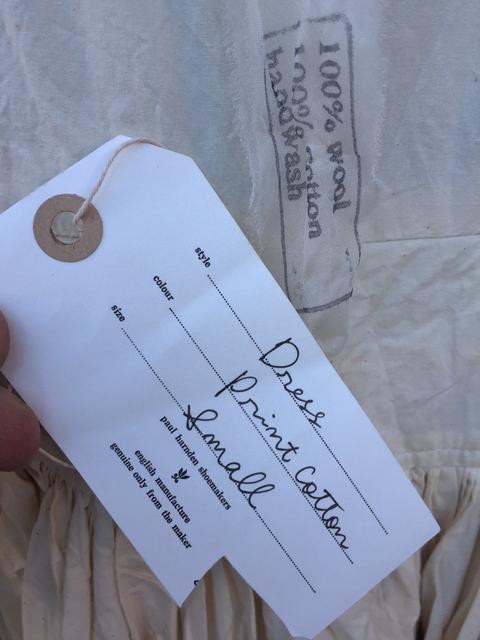 100% wool
100% cotton
handwash
style Dress
colour Print Cotton
size Small
paul harnden shoemakers
english manufacture
genuine only from the maker